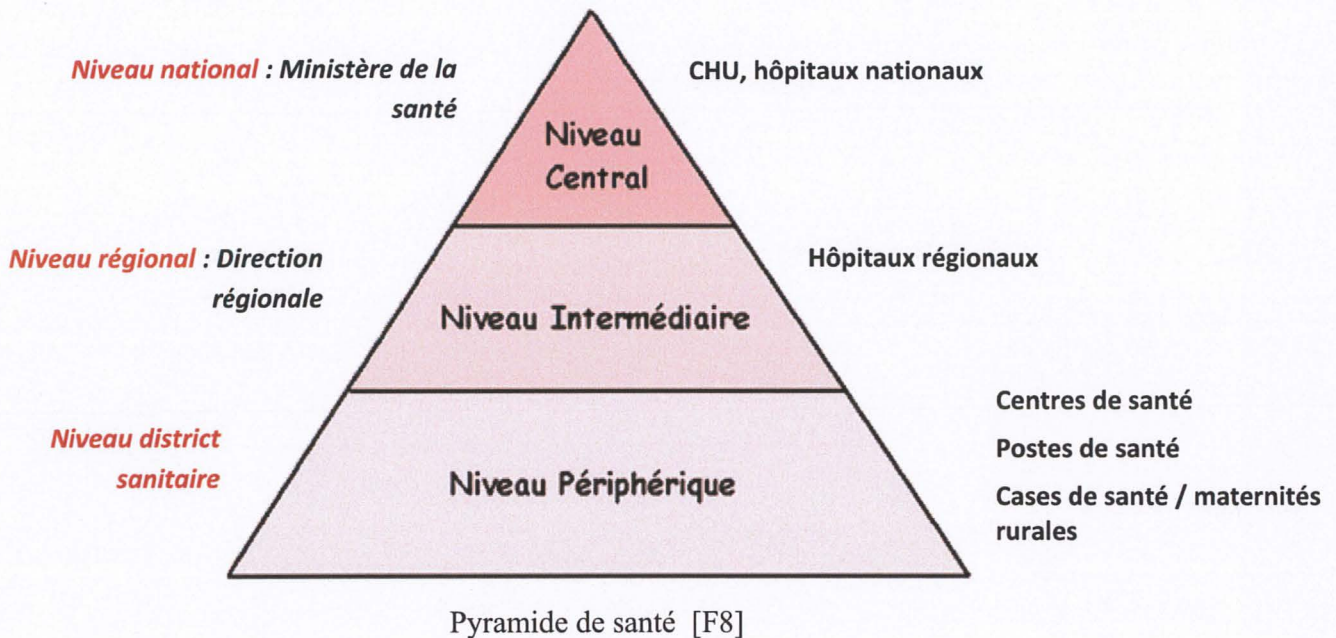 Niveau national : Ministère de la
santé
CHU, hôpitaux nationaux
Niveau
Central
Niveau régional : Direction
régionale
Hôpitaux régionaux
Niveau Intermédiaire
Niveau district
sanitaire
Niveau Périphérique
Centres de santé
Postes de santé
Cases de santé / maternités
rurales
Pyramide de santé [F8]